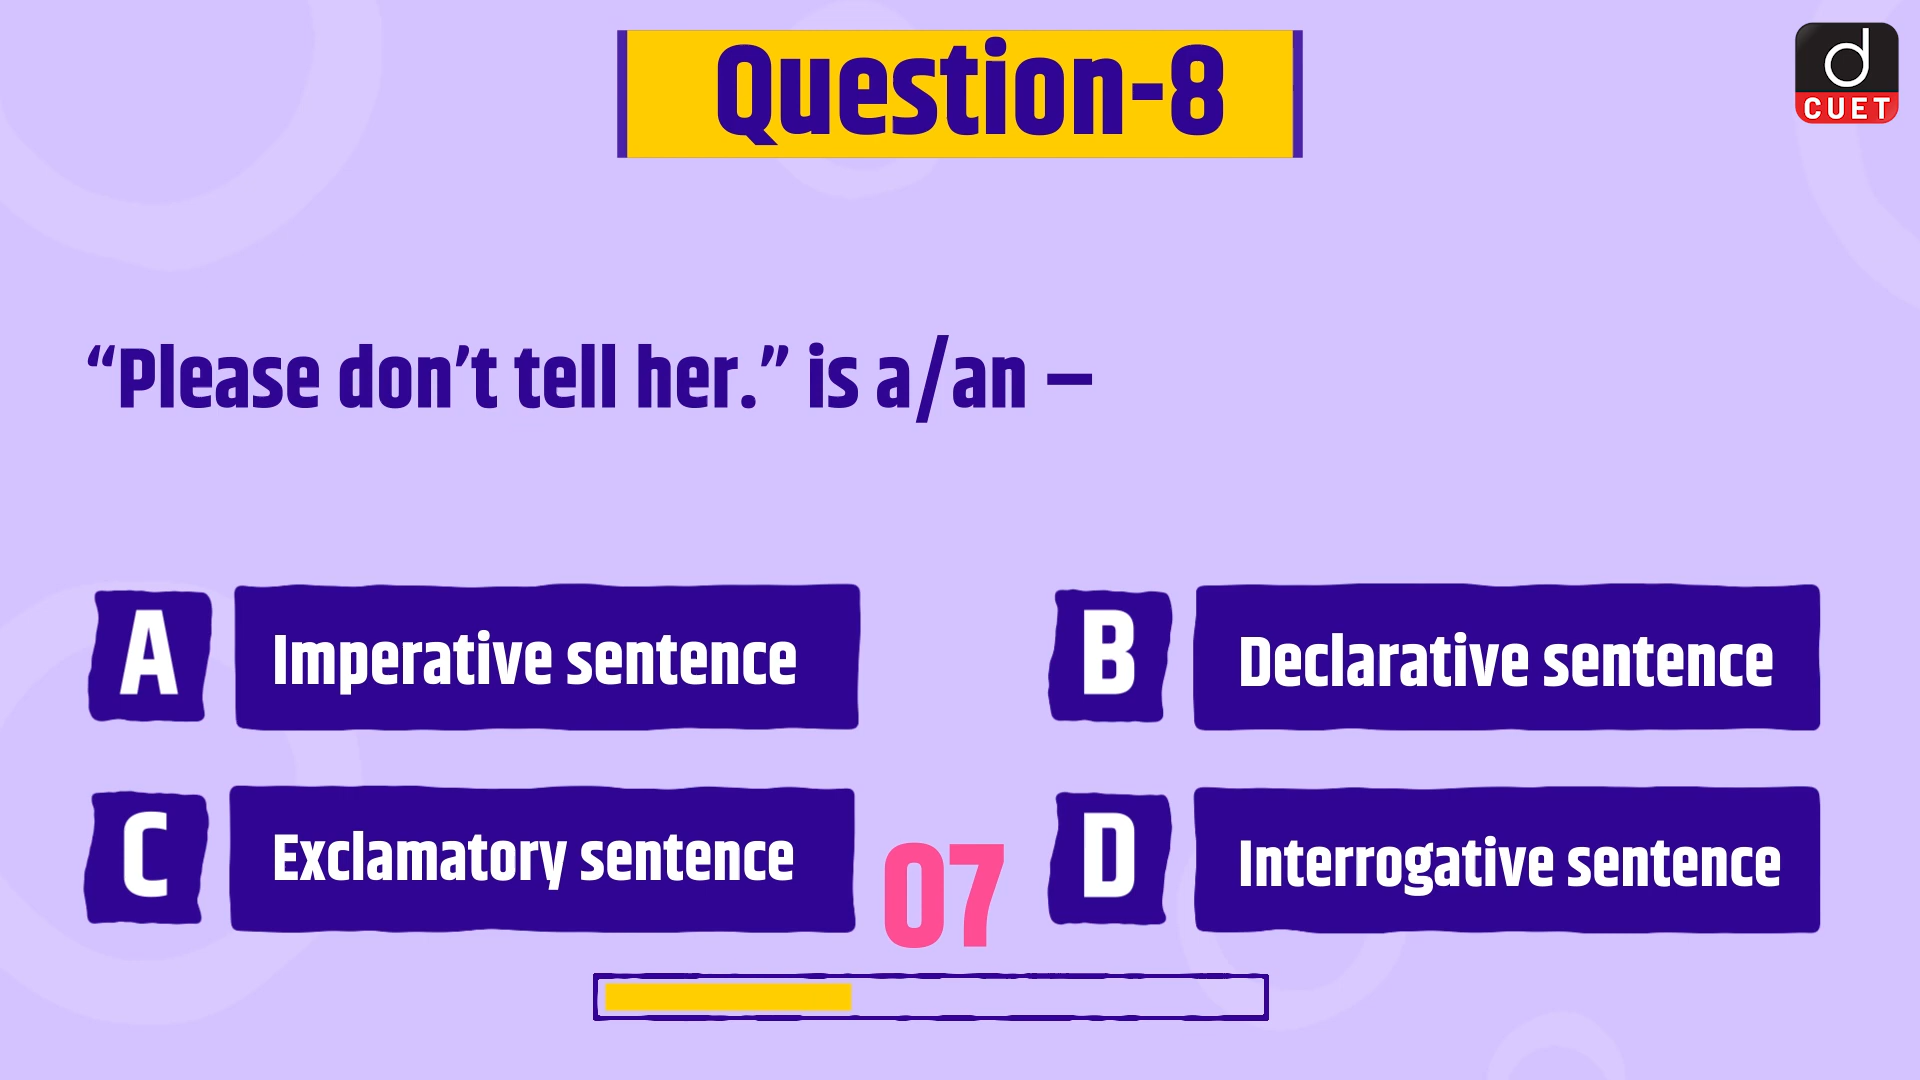 Question-8
d
CUET
“Please don’t tell her.” is a/an –
A Imperative sentence
B Declarative sentence
C Exclamatory sentence
D Interrogative sentence
07